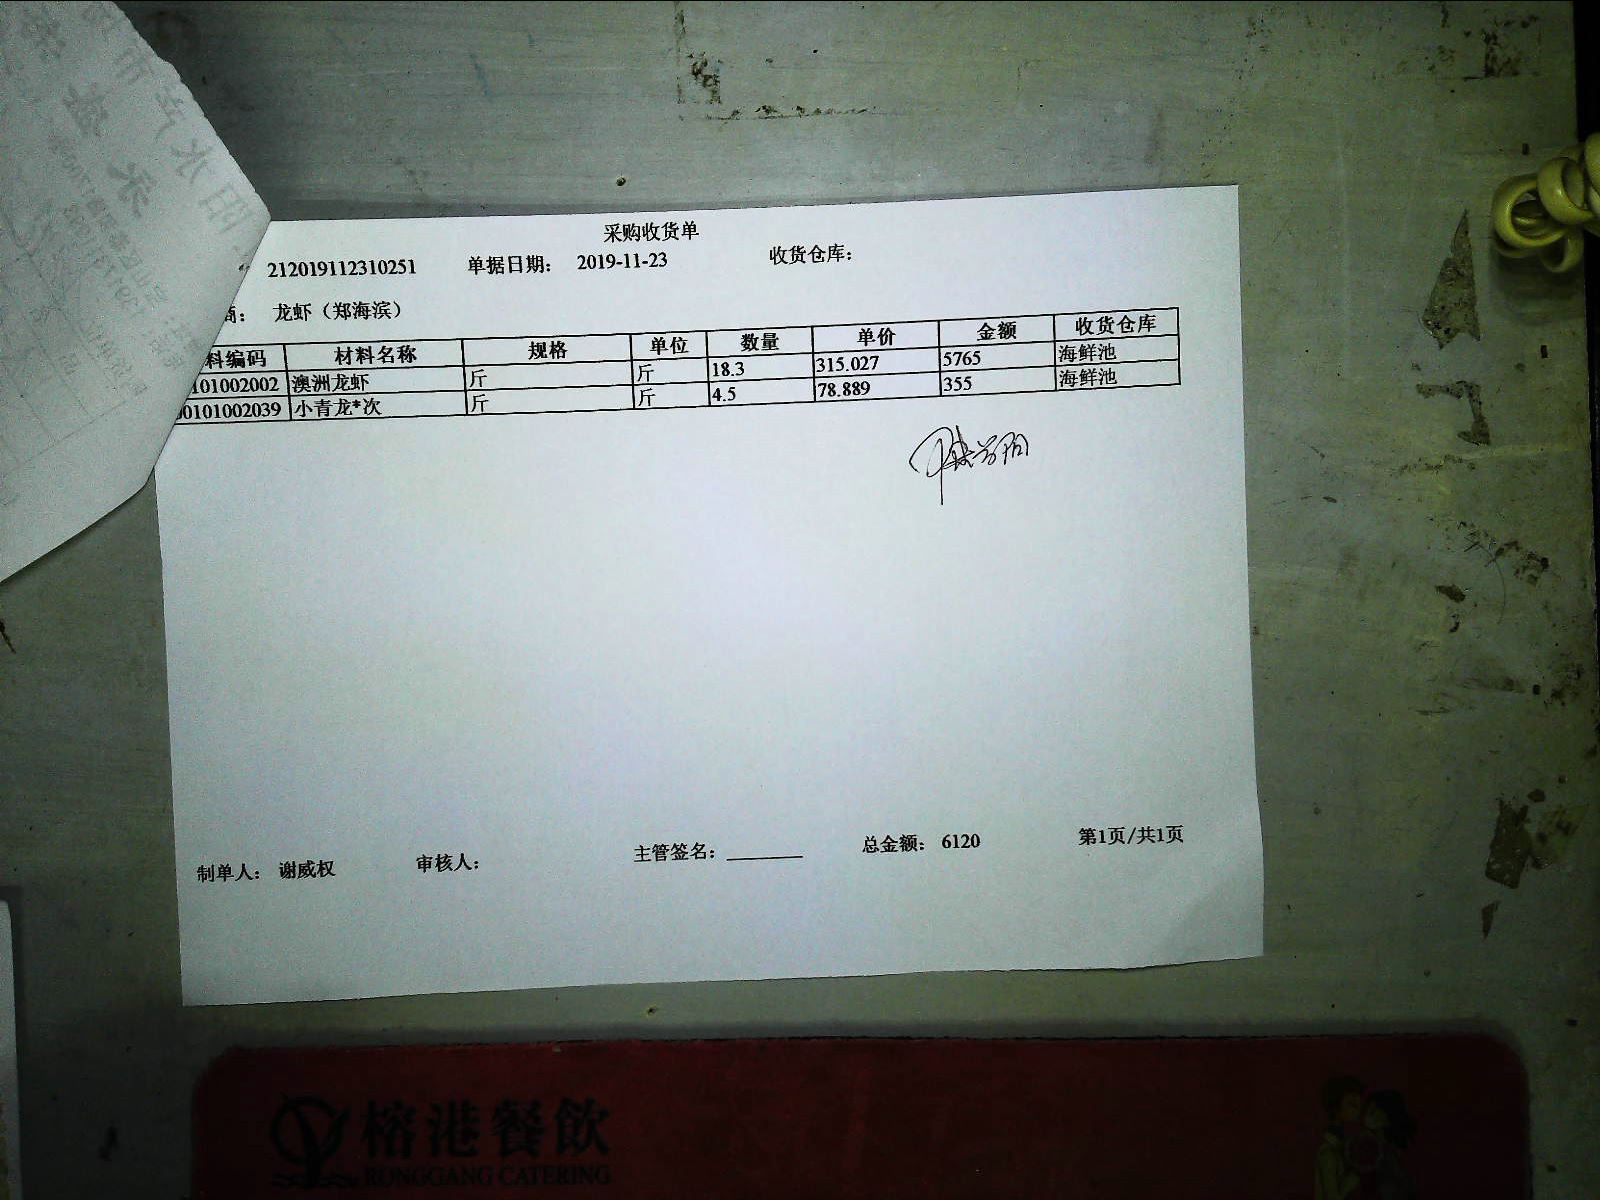 采购收货单
212019112310251 单据日期： 2019-11-23 收货仓库：
商： 龙虾（郑海滨）
料编码 材料名称 规格 单位 数量 单价 金额 收货仓库
101002002 澳洲龙虾 斤 斤 18.3 315.027 5765 海鲜池
00101002039 小青龙*次 斤 斤 4.5 78.889 355 海鲜池
制单人： 谢威权 审核人： 主管签名：________ 总金额： 6120 第1页/共1页
榕港餐飲
RONGGANG CATERING